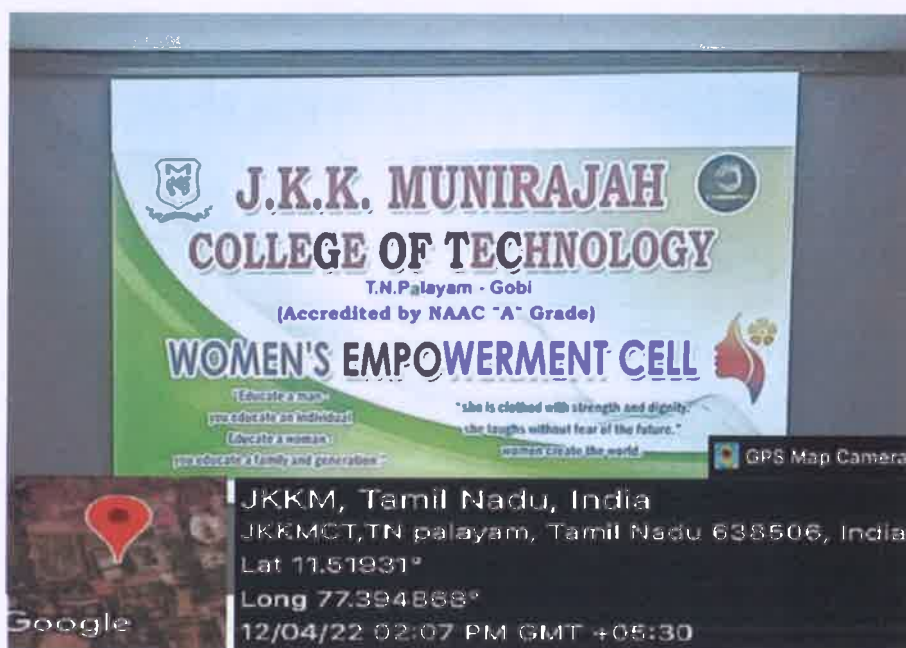 J.K.K. MUNIRAJAH
COLLEGE OF TECHNOLOGY
T.N.Palayam - Gobi
(Accredited by NAAC "A" Grade)
WOMEN'S EMPOWERMENT CELL
"Educate a man
you educate an individual
Educate a woman
you educate a family and generation."
"she is clothed with strength and dignity.
she laughs without fear of the future."
women create the world
GPS Map Camera
JKKM, Tamil Nadu, India
JKKMCT,TN palayam, Tamil Nadu 638506, India
Lat 11.51931°
Long 77.394868°
Google
12/04/22 02:07 PM GMT +05:30